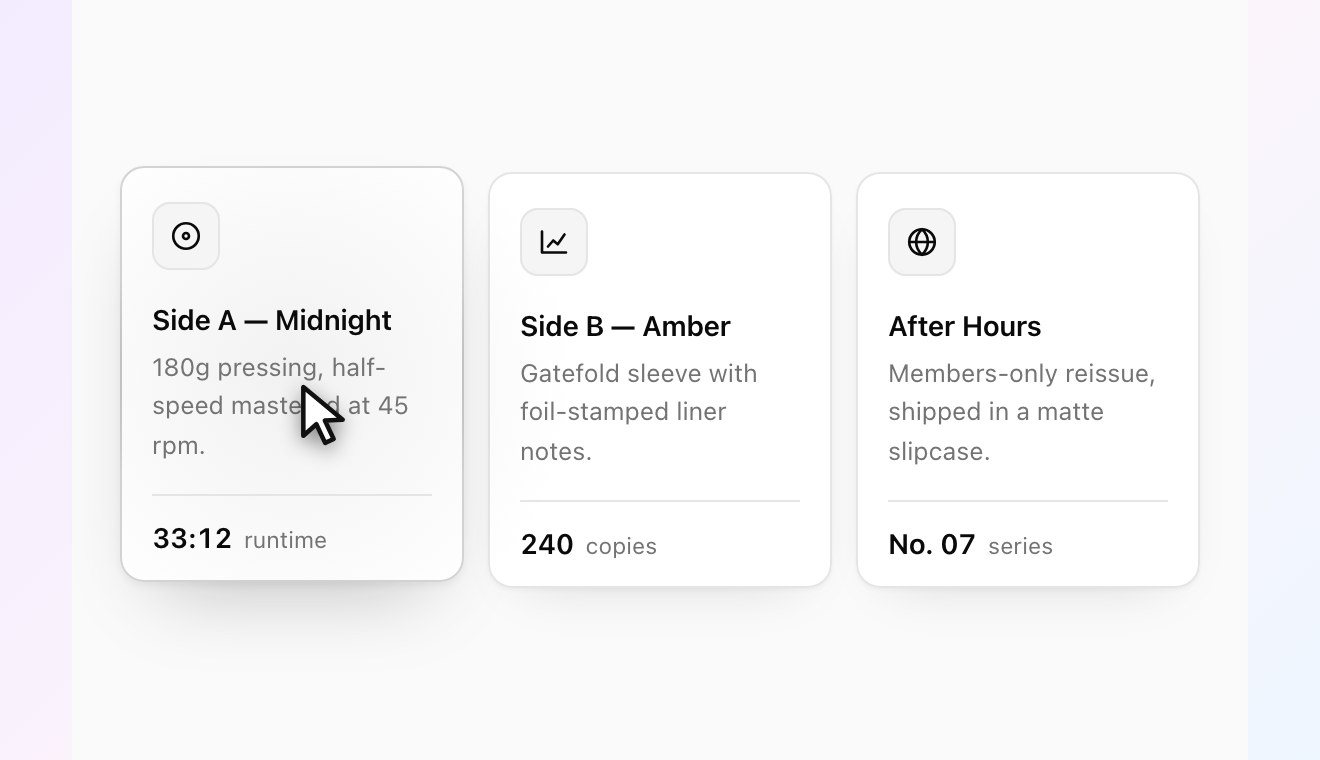 Side A — Midnight
180g pressing, half-
speed at 45
rpm.
33:12 runtime
Side B — Amber
Gatefold sleeve with
foil-stamped liner
notes.
240 copies
After Hours
Members-only reissue,
shipped in a matte
slipcase.
No. 07 series